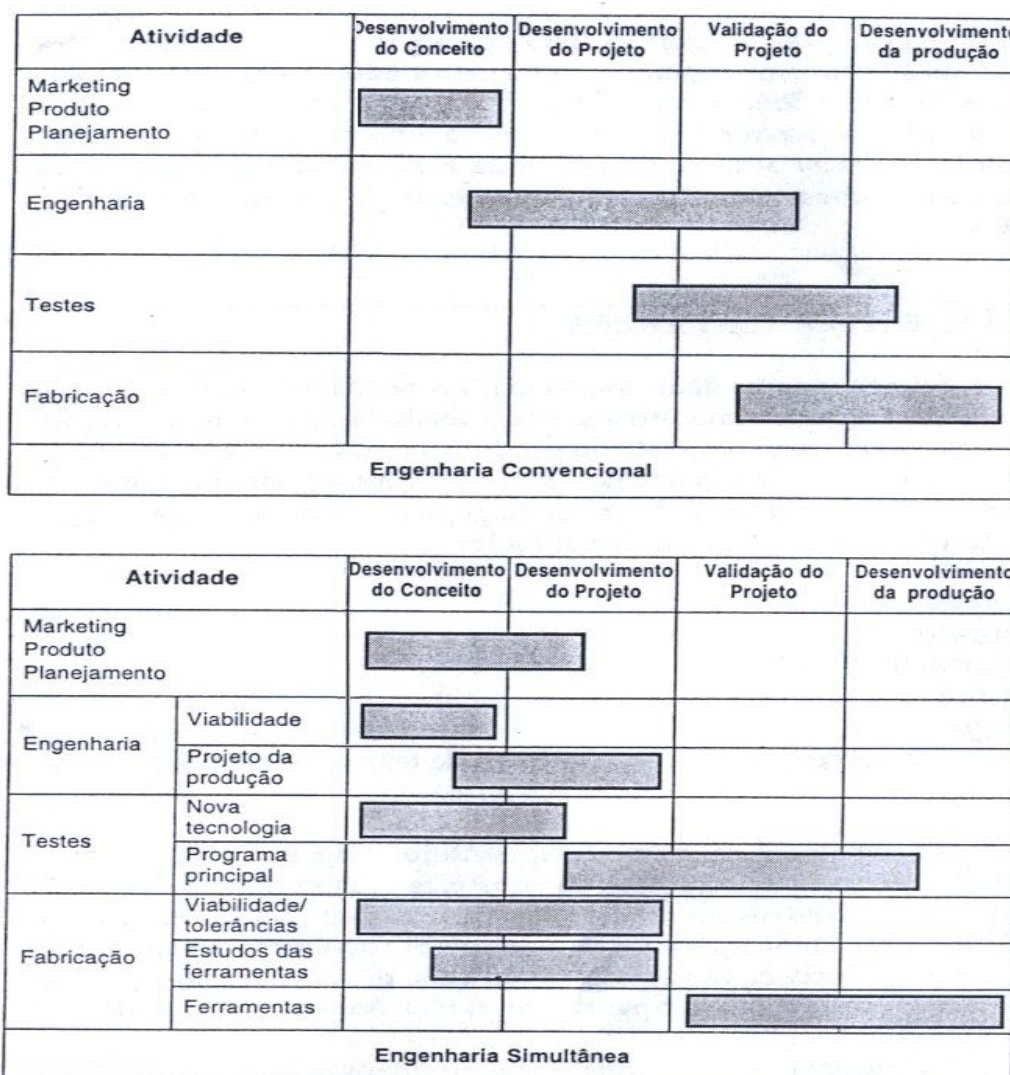 Atividade
Desenvolvimento
do Conceito
Desenvolvimento
do Projeto
Validação do
Projeto
Desenvolvimento
da produção
Marketing
Produto
Planejamento
Engenharia
Testes
Fabricação
Engenharia Convencional
Atividade
Desenvolvimento
do Conceito
Desenvolvimento
do Projeto
Validação do
Projeto
Desenvolvimento
da produção
Marketing
Produto
Planejamento
Engenharia
Viabilidade
Projeto da
produção
Testes
Nova
tecnologia
Programa
principal
Fabricação
Viabilidade/
tolerâncias
Estudos das
ferramentas
Ferramentas
Engenharia Simultânea